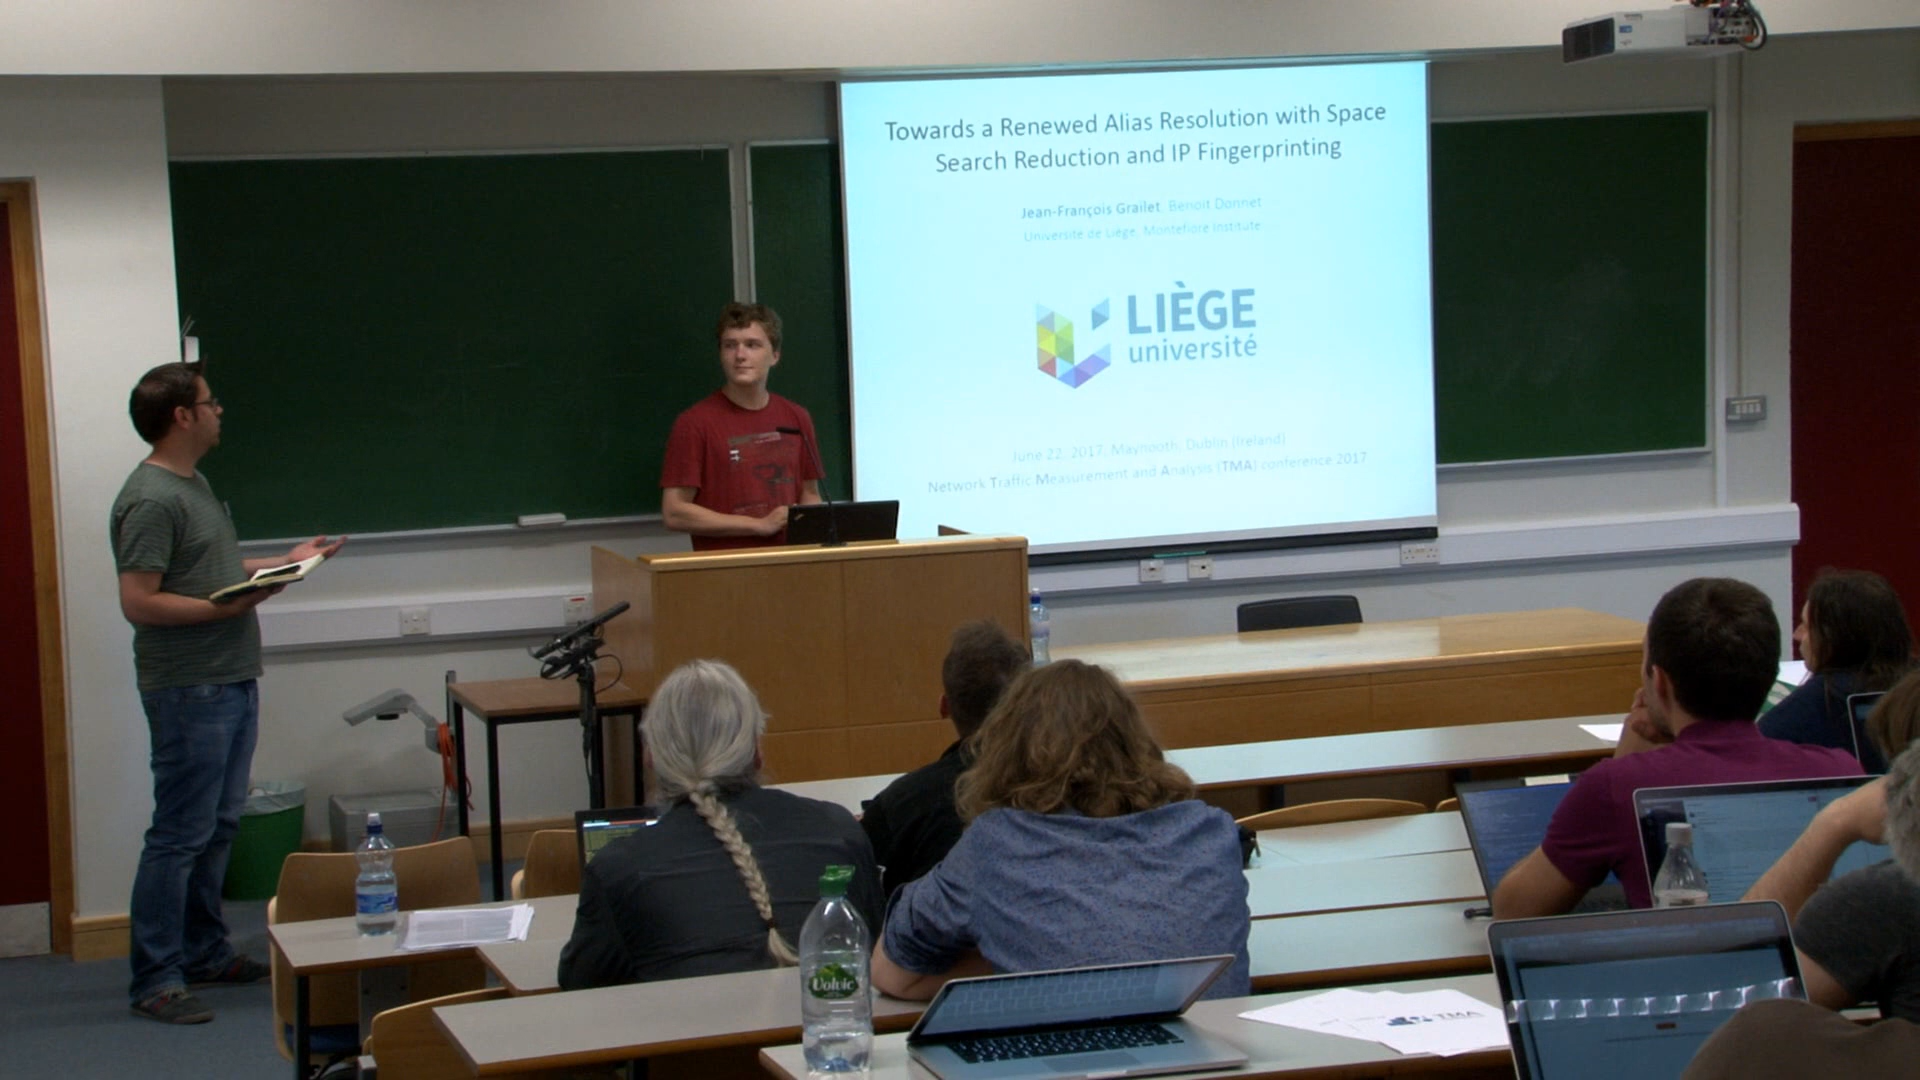 Towards a Renewed Alias Resolution with Space
Search Reduction and IP Fingerprinting
Jean-François Grailet, Benoit Donnet
Université de Liège, Montefiore Institute
LIÈGE
université
June 22, 2017, Maynooth, Dublin (Ireland)
Network Traffic Measurement and Analysis (TMA) conference 2017
Volvic
TMA